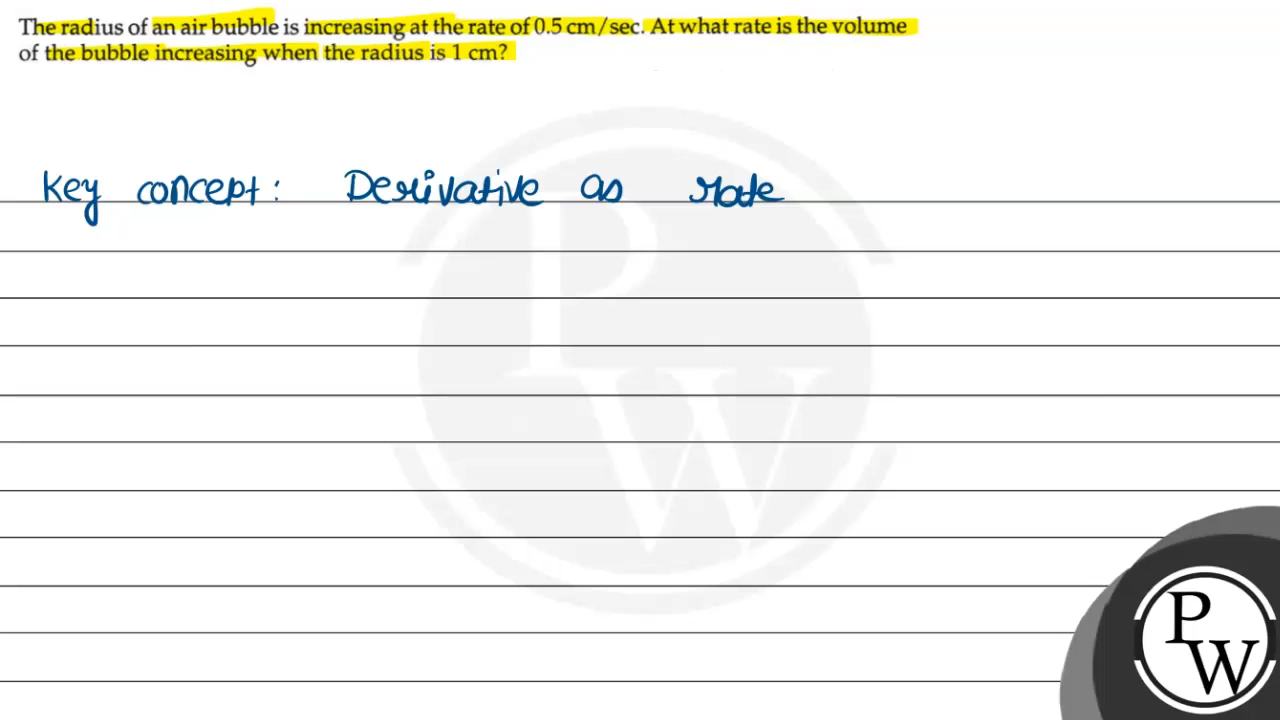 The radius of an air bubble is increasing at the rate of 0.5 cm/sec. At what rate is the volume
of the bubble increasing when the radius is 1 cm?
Key concept: Derivative as rate
P
W
P
W